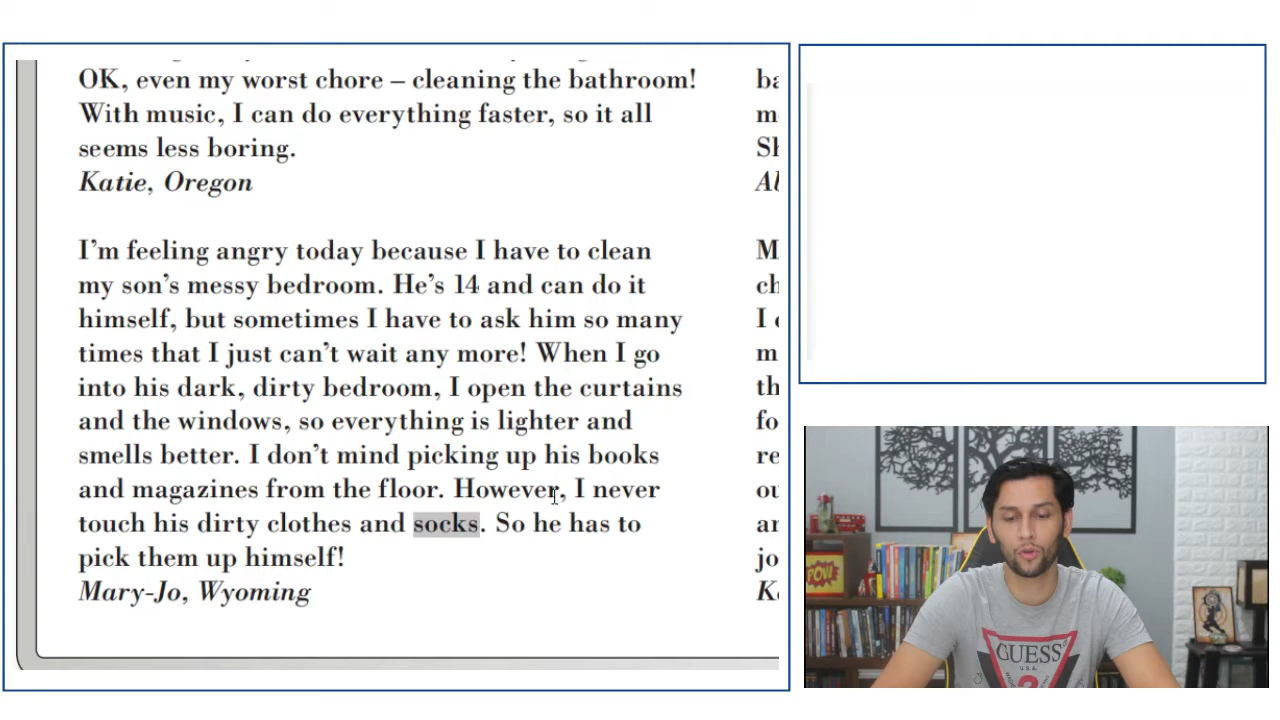 OK, even my worst chore – cleaning the bathroom!
With music, I can do everything faster, so it all
seems less boring.
Katie, Oregon
I'm feeling angry today because I have to clean
my son's messy bedroom. He's 14 and can do it
himself, but sometimes I have to ask him so many
times that I just can't wait any more! When I go
into his dark, dirty bedroom, I open the curtains
and the windows, so everything is lighter and
smells better. I don't mind picking up his books
and magazines from the floor. However, I never
touch his dirty clothes and socks. So he has to
pick them up himself!
Mary-Jo, Wyoming
POW!
GUESS
U.S.A.